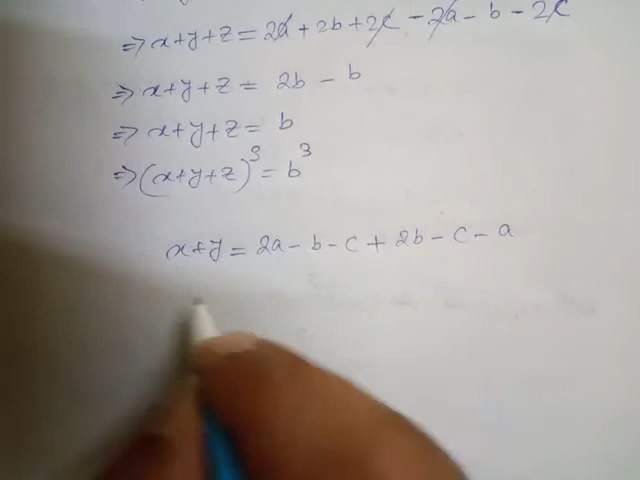 ⇒ x+y+z = 2a + 2b + 2c - 2a - b - 2c
⇒ x+y+z = 2b - b
⇒ x+y+z = b
⇒ (x+y+z)³ = b³
x+y = 2a - b - c + 2b - c - a